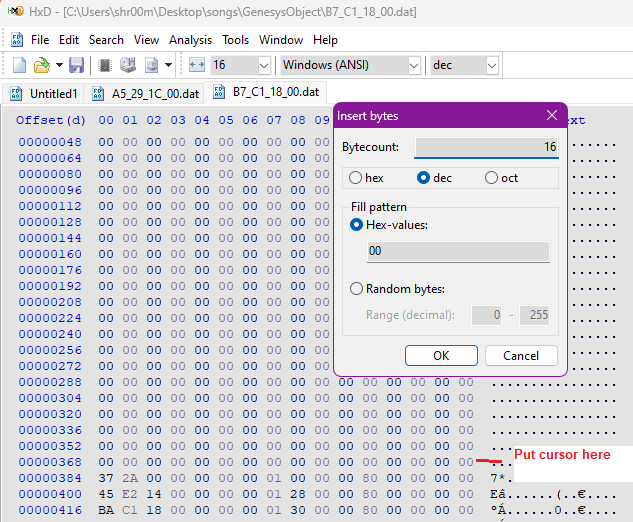 HxD - [C:\Users\shr00m\Desktop\songs\GenesysObject\B7_C1_18_00.dat]
File Edit Search View Analysis Tools Window Help
16 Windows (ANSI) dec
Untitled1 A5_29_1C_00.dat B7_C1_18_00.dat
Offset(d) 00 01 02 03 04 05 06 07 08 09 ext
00000048 00 00 00 00 00 00 00 00 00 00
00000064 00 00 00 00 00 00 00 00 00 00
00000080 00 00 00 00 00 00 00 00 00 00
00000096 00 00 00 00 00 00 00 00 00 00
00000112 00 00 00 00 00 00 00 00 00 00
00000128 00 00 00 00 00 00 00 00 00 00
00000144 00 00 00 00 00 00 00 00 00 00
00000160 00 00 00 00 00 00 00 00 00 00
00000176 00 00 00 00 00 00 00 00 00 00
00000192 00 00 00 00 00 00 00 00 00 00
00000208 00 00 00 00 00 00 00 00 00 00
00000224 00 00 00 00 00 00 00 00 00 00
00000240 00 00 00 00 00 00 00 00 00 00
00000256 00 00 00 00 00 00 00 00 00 00
00000272 00 00 00 00 00 00 00 00 00 00
00000288 00 00 00 00 00 00 00 00 00 00 00 00 00 00 00 00 ................
00000304 00 00 00 00 00 00 00 00 00 00 00 00 00 00 00 00 ................
00000320 00 00 00 00 00 00 00 00 00 00 00 00 00 00 00 00 ................
00000336 00 00 00 00 00 00 00 00 00 00 00 00 00 00 00 00 ................
00000352 00 00 00 00 00 00 00 00 00 00 00 00 00 00 00 00
00000368 00 00 00 00 00 00 00 00 00 00 00 00 00 00 00 00
00000384 37 2A 00 00 00 00 00 01 00 00 00 80 00 00 00 00 7*.
00000400 45 E2 14 00 00 00 00 01 28 00 00 80 00 00 00 00 Eâ......(..€....
00000416 BA C1 18 00 00 00 00 01 30 00 00 80 00 00 00 00 ºÁ......0..€....
Insert bytes
Bytecount: 16
hex dec oct
Fill pattern
Hex-values:
00
Random bytes:
Range (decimal): 0 - 255
OK Cancel
Put cursor here